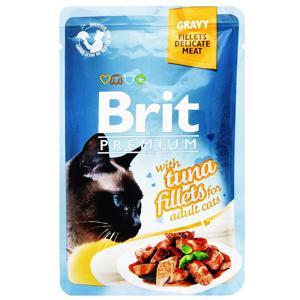 GRAVY
FILLETS
DELICATE
MEAT
Brit
PREMIUM
with
tuna
fillets for
adult cats